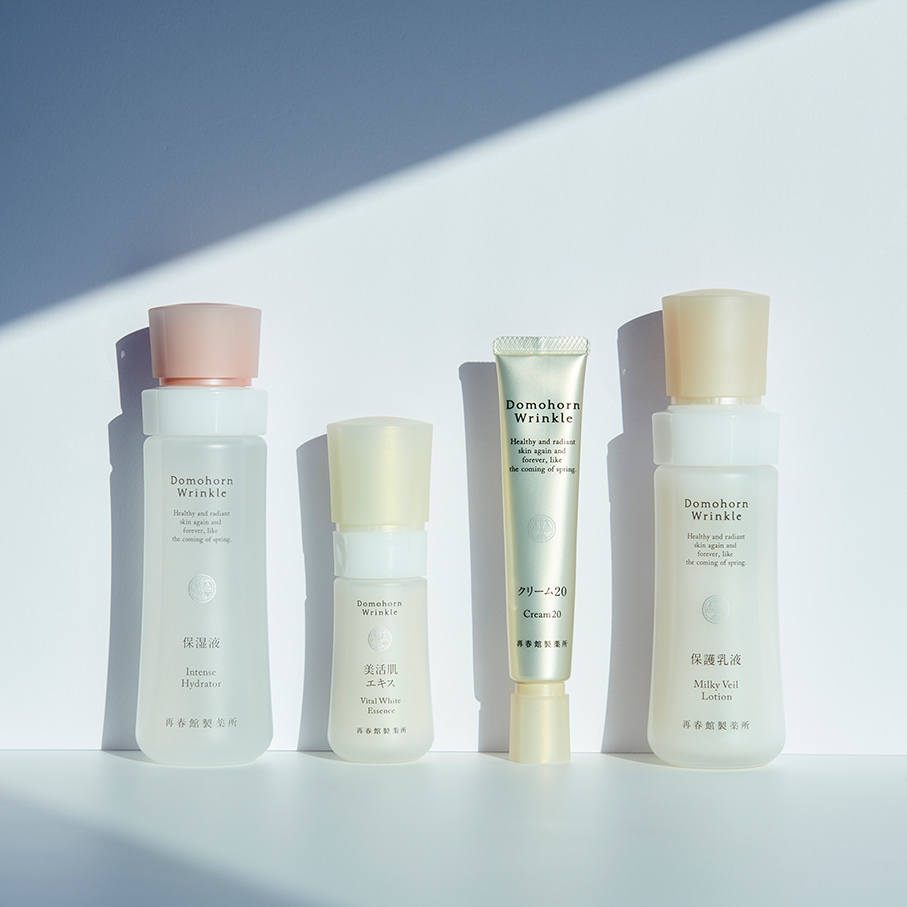 Domohorn
Wrinkle
Healthy and radiant
skin again and
forever, like
the coming of spring.
保湿液
Intense
Hydrator
再春館製薬所
Domohorn
Wrinkle
美活肌
エキス
Vital White
Essence
再春館製薬所
Domohorn
Wrinkle
Healthy and radiant
skin again and
forever, like
the coming of spring.
クリーム20
Cream20
再春館製薬所
Domohorn
Wrinkle
Healthy and radiant
skin again and
forever, like
the coming of spring.
保護乳液
Milky Veil
Lotion
再春館製薬所